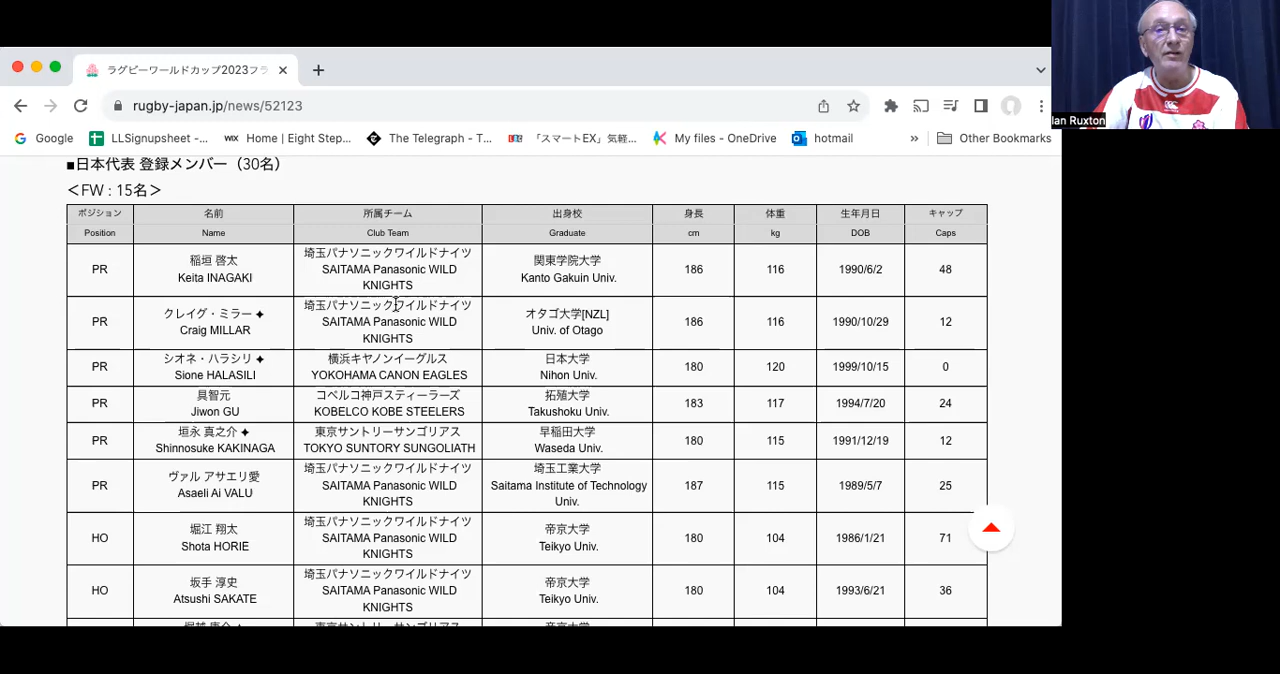 ラグビーワールドカップ2023フラ
rugby-japan.jp/news/52123
Google LLSignupsheet -... Home | Eight Step... The Telegraph - T... 「スマートEX」気軽... My files - OneDrive hotmail » Other Bookmarks
Ian Ruxton
■日本代表 登録メンバー（30名）
＜FW : 15名＞
ポジション 名前 所属チーム 出身校 身長 体重 生年月日 キャップ
Position Name Club Team Graduate cm kg DOB Caps
PR 稲垣 啓太 埼玉パナソニックワイルドナイツ 関東学院大学 186 116 1990/6/2 48
Keita INAGAKI SAITAMA Panasonic WILD KNIGHTS Kanto Gakuin Univ.
PR クレイグ・ミラー ✦ 埼玉パナソニックワイルドナイツ オタゴ大学[NZL] 186 116 1990/10/29 12
Craig MILLAR SAITAMA Panasonic WILD KNIGHTS Univ. of Otago
PR シオネ・ハラシリ ✦ 横浜キヤノンイーグルス 日本大学 180 120 1999/10/15 0
Sione HALASILI YOKOHAMA CANON EAGLES Nihon Univ.
PR 具智元 コベルコ神戸スティーラーズ 拓殖大学 183 117 1994/7/20 24
Jiwon GU KOBELCO KOBE STEELERS Takushoku Univ.
PR 垣永 真之介 ✦ 東京サントリーサンゴリアス 早稲田大学 180 115 1991/12/19 12
Shinnosuke KAKINAGA TOKYO SUNTORY SUNGOLIATH Waseda Univ.
PR ヴァル アサエリ愛 埼玉パナソニックワイルドナイツ 埼玉工業大学 187 115 1989/5/7 25
Asaeli Ai VALU SAITAMA Panasonic WILD KNIGHTS Saitama Institute of Technology Univ.
HO 堀江 翔太 埼玉パナソニックワイルドナイツ 帝京大学 180 104 1986/1/21 71
Shota HORIE SAITAMA Panasonic WILD KNIGHTS Teikyo Univ.
HO 坂手 淳史 埼玉パナソニックワイルドナイツ 帝京大学 180 104 1993/6/21 36
Atsushi SAKATE SAITAMA Panasonic WILD KNIGHTS Teikyo Univ.